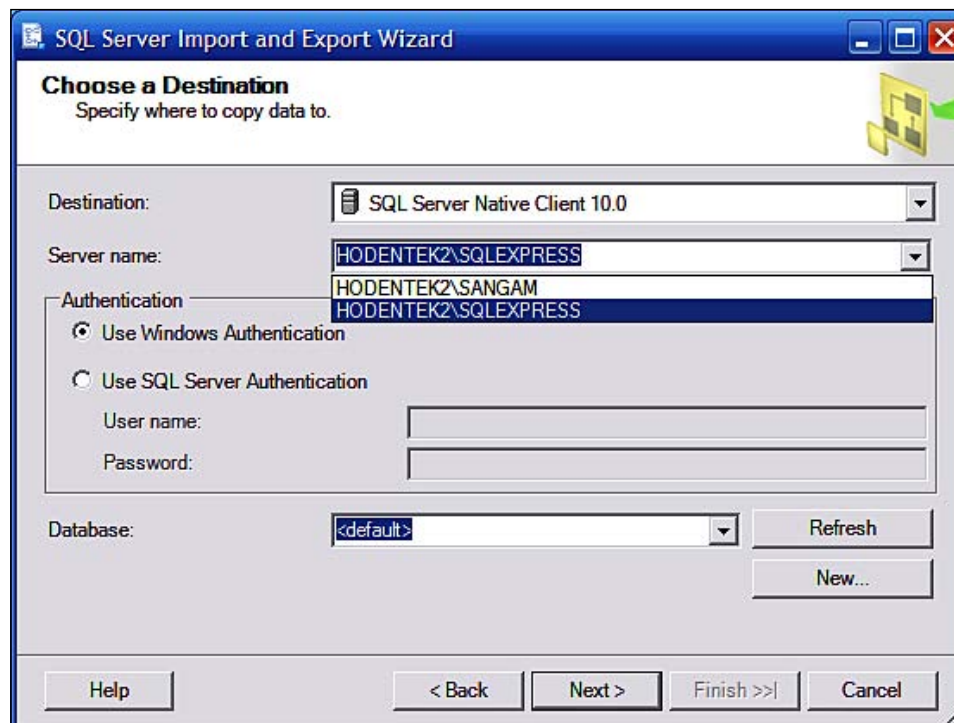 SQL Server Import and Export Wizard
Choose a Destination
Specify where to copy data to.
Destination:
SQL Server Native Client 10.0
Server name:
HODENTEK2\SQLEXPRESS
HODENTEK2\SANGAM
HODENTEK2\SQLEXPRESS
Authentication
Use Windows Authentication
Use SQL Server Authentication
User name:
Password:
Database:
<default>
Refresh
New...
Help
< Back
Next >
Finish >>|
Cancel